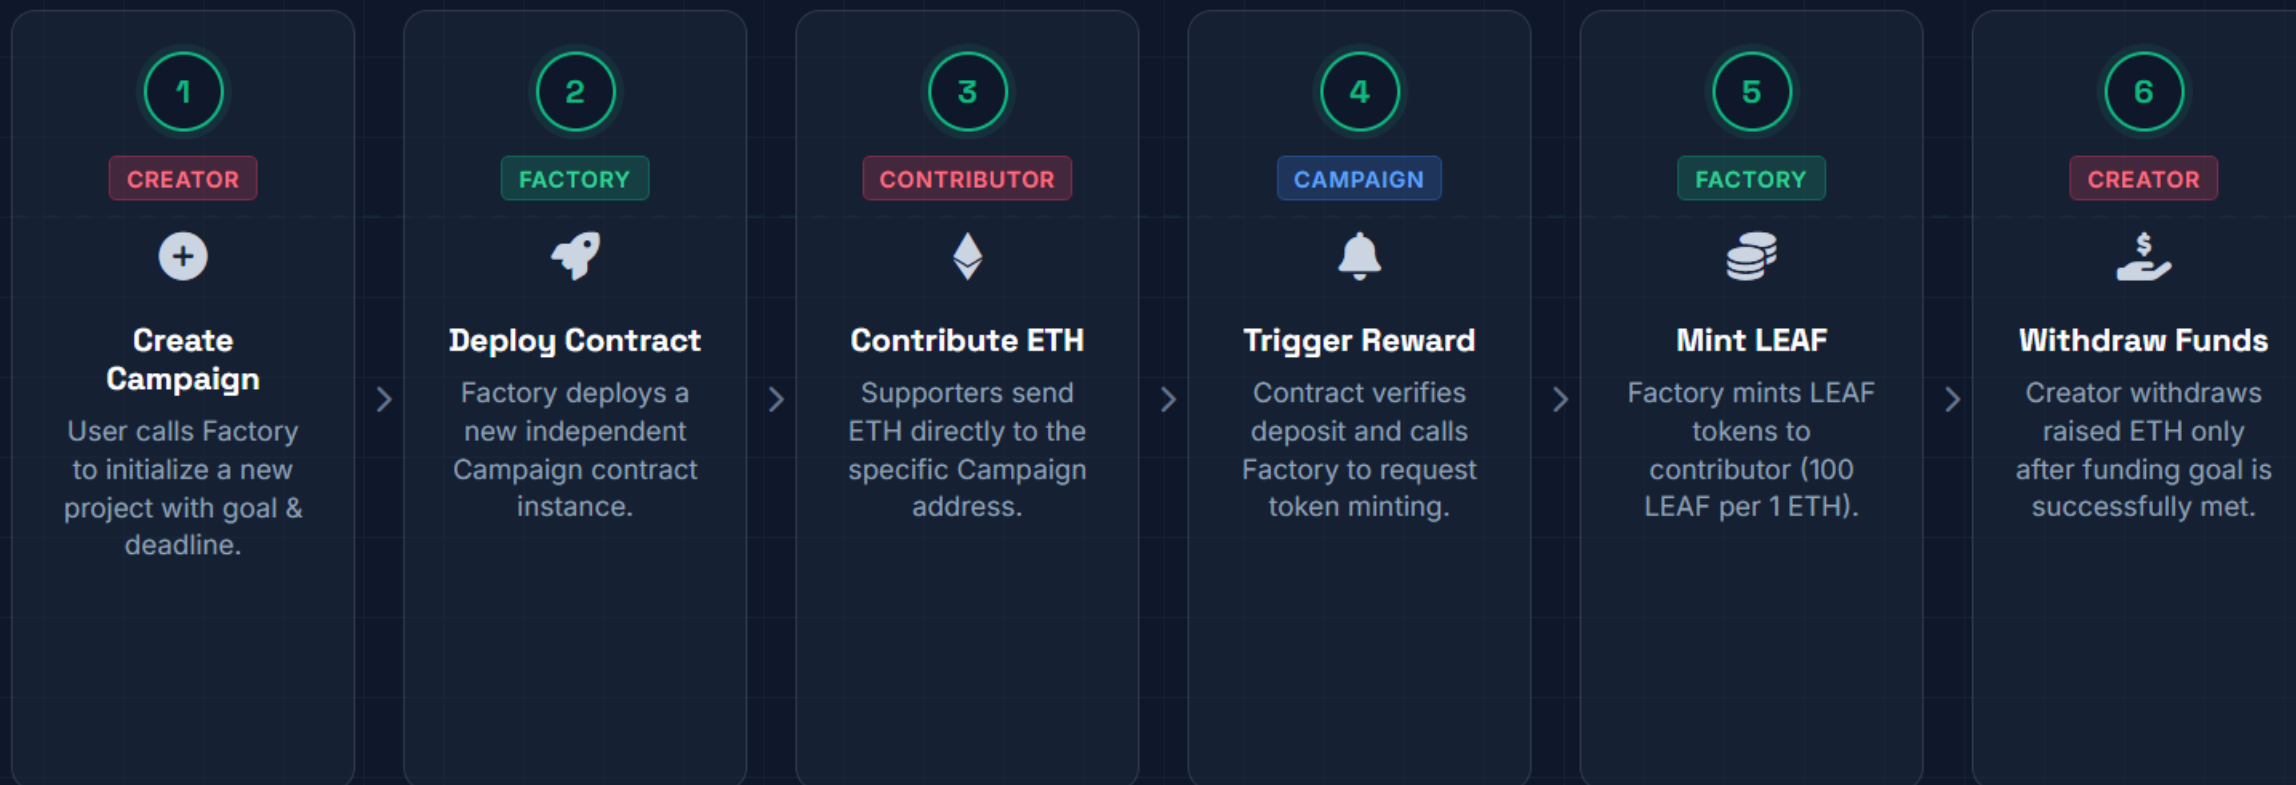 1
CREATOR
Create
Campaign
User calls Factory
to initialize a new
project with goal &
deadline.
2
FACTORY
Deploy Contract
Factory deploys a
new independent
Campaign contract
instance.
3
CONTRIBUTOR
Contribute ETH
Supporters send
ETH directly to the
specific Campaign
address.
4
CAMPAIGN
Trigger Reward
Contract verifies
deposit and calls
Factory to request
token minting.
5
FACTORY
Mint LEAF
Factory mints LEAF
tokens to
contributor (100
LEAF per 1 ETH).
6
CREATOR
$
Withdraw Funds
Creator withdraws
raised ETH only
after funding goal is
successfully met.